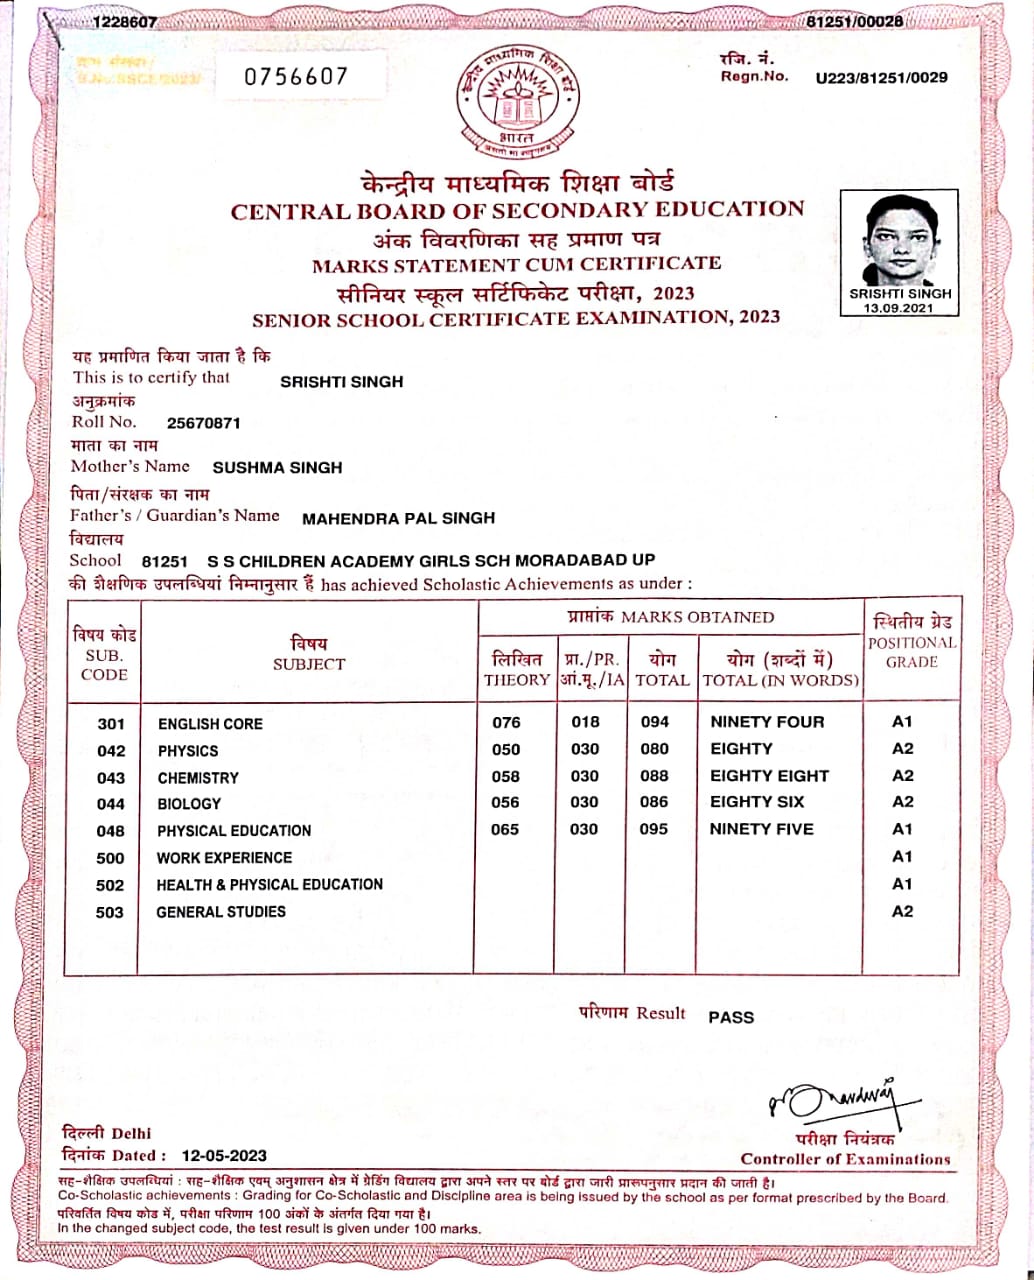 1228607 81251/00028
क्रम संख्या/
S.No.SSCE/2023/ 0756607
रजि. नं.
Regn.No. U223/81251/0029
केन्द्रीय माध्यमिक शिक्षा बोर्ड
भारत
असतो मा सद्गमय
केन्द्रीय माध्यमिक शिक्षा बोर्ड
CENTRAL BOARD OF SECONDARY EDUCATION
अंक विवरणिका सह प्रमाण पत्र
MARKS STATEMENT CUM CERTIFICATE
सीनियर स्कूल सर्टिफिकेट परीक्षा, 2023
SENIOR SCHOOL CERTIFICATE EXAMINATION, 2023
SRISHTI SINGH
13.09.2021
यह प्रमाणित किया जाता है कि
This is to certify that SRISHTI SINGH
अनुक्रमांक
Roll No. 25670871
माता का नाम
Mother's Name SUSHMA SINGH
पिता/संरक्षक का नाम
Father's / Guardian's Name MAHENDRA PAL SINGH
विद्यालय
School 81251 S S CHILDREN ACADEMY GIRLS SCH MORADABAD UP
की शैक्षणिक उपलब्धियां निम्नानुसार हैं has achieved Scholastic Achievements as under :
विषय कोड
SUB.
CODE
विषय
SUBJECT
प्राप्तांक MARKS OBTAINED
लिखित
THEORY
प्रा./PR.
आं.मू./IA
योग
TOTAL
योग (शब्दों में)
TOTAL (IN WORDS)
स्थितीय ग्रेड
POSITIONAL
GRADE
301 ENGLISH CORE 076 018 094 NINETY FOUR A1
042 PHYSICS 050 030 080 EIGHTY A2
043 CHEMISTRY 058 030 088 EIGHTY EIGHT A2
044 BIOLOGY 056 030 086 EIGHTY SIX A2
048 PHYSICAL EDUCATION 065 030 095 NINETY FIVE A1
500 WORK EXPERIENCE A1
502 HEALTH & PHYSICAL EDUCATION A1
503 GENERAL STUDIES A2
परिणाम Result PASS
दिल्ली Delhi
दिनांक Dated : 12-05-2023
परीक्षा नियंत्रक
Controller of Examinations
सह-शैक्षिक उपलब्धियां : सह-शैक्षिक एवम् अनुशासन क्षेत्र में ग्रेडिंग विद्यालय द्वारा अपने स्तर पर बोर्ड द्वारा जारी प्रारूपनुसार प्रदान की जाती है।
Co-Scholastic achievements : Grading for Co-Scholastic and Discipline area is being issued by the school as per format prescribed by the Board.
परिवर्तित विषय कोड में, परीक्षा परिणाम 100 अंकों के अंतर्गत दिया गया है।
In the changed subject code, the test result is given under 100 marks.